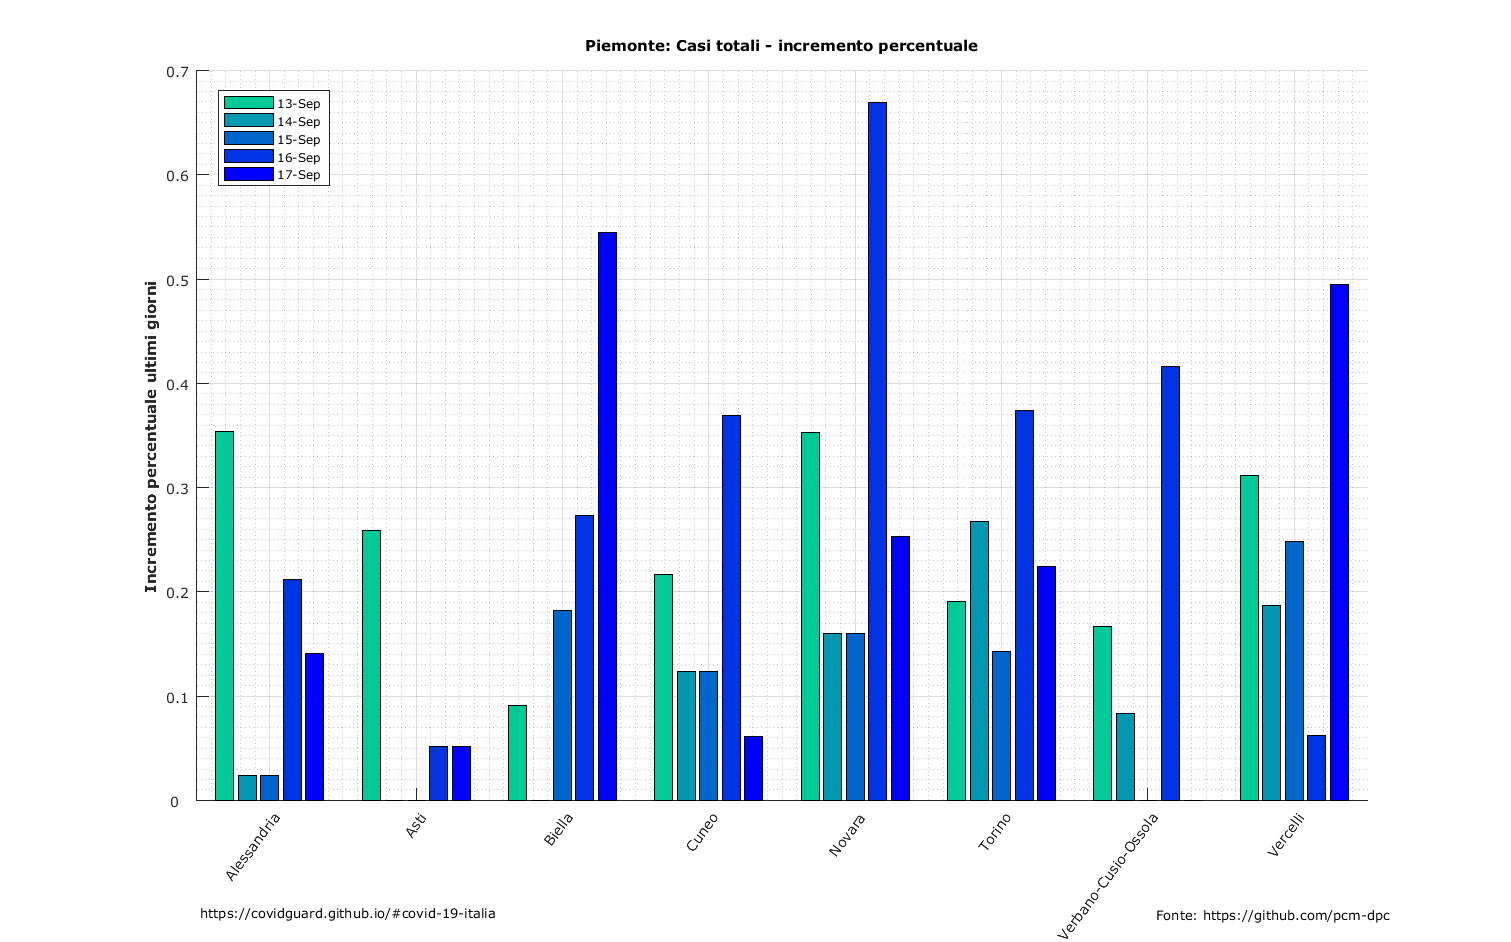 Piemonte: Casi totali - incremento percentuale
Incremento percentuale ultimi giorni
0.7
0.6
0.5
0.4
0.3
0.2
0.1
0
13-Sep
14-Sep
15-Sep
16-Sep
17-Sep
Alessandria
Asti
Biella
Cuneo
Novara
Torino
Verbano-Cusio-Ossola
Vercelli
https://covidguard.github.io/#covid-19-italia
Fonte: https://github.com/pcm-dpc